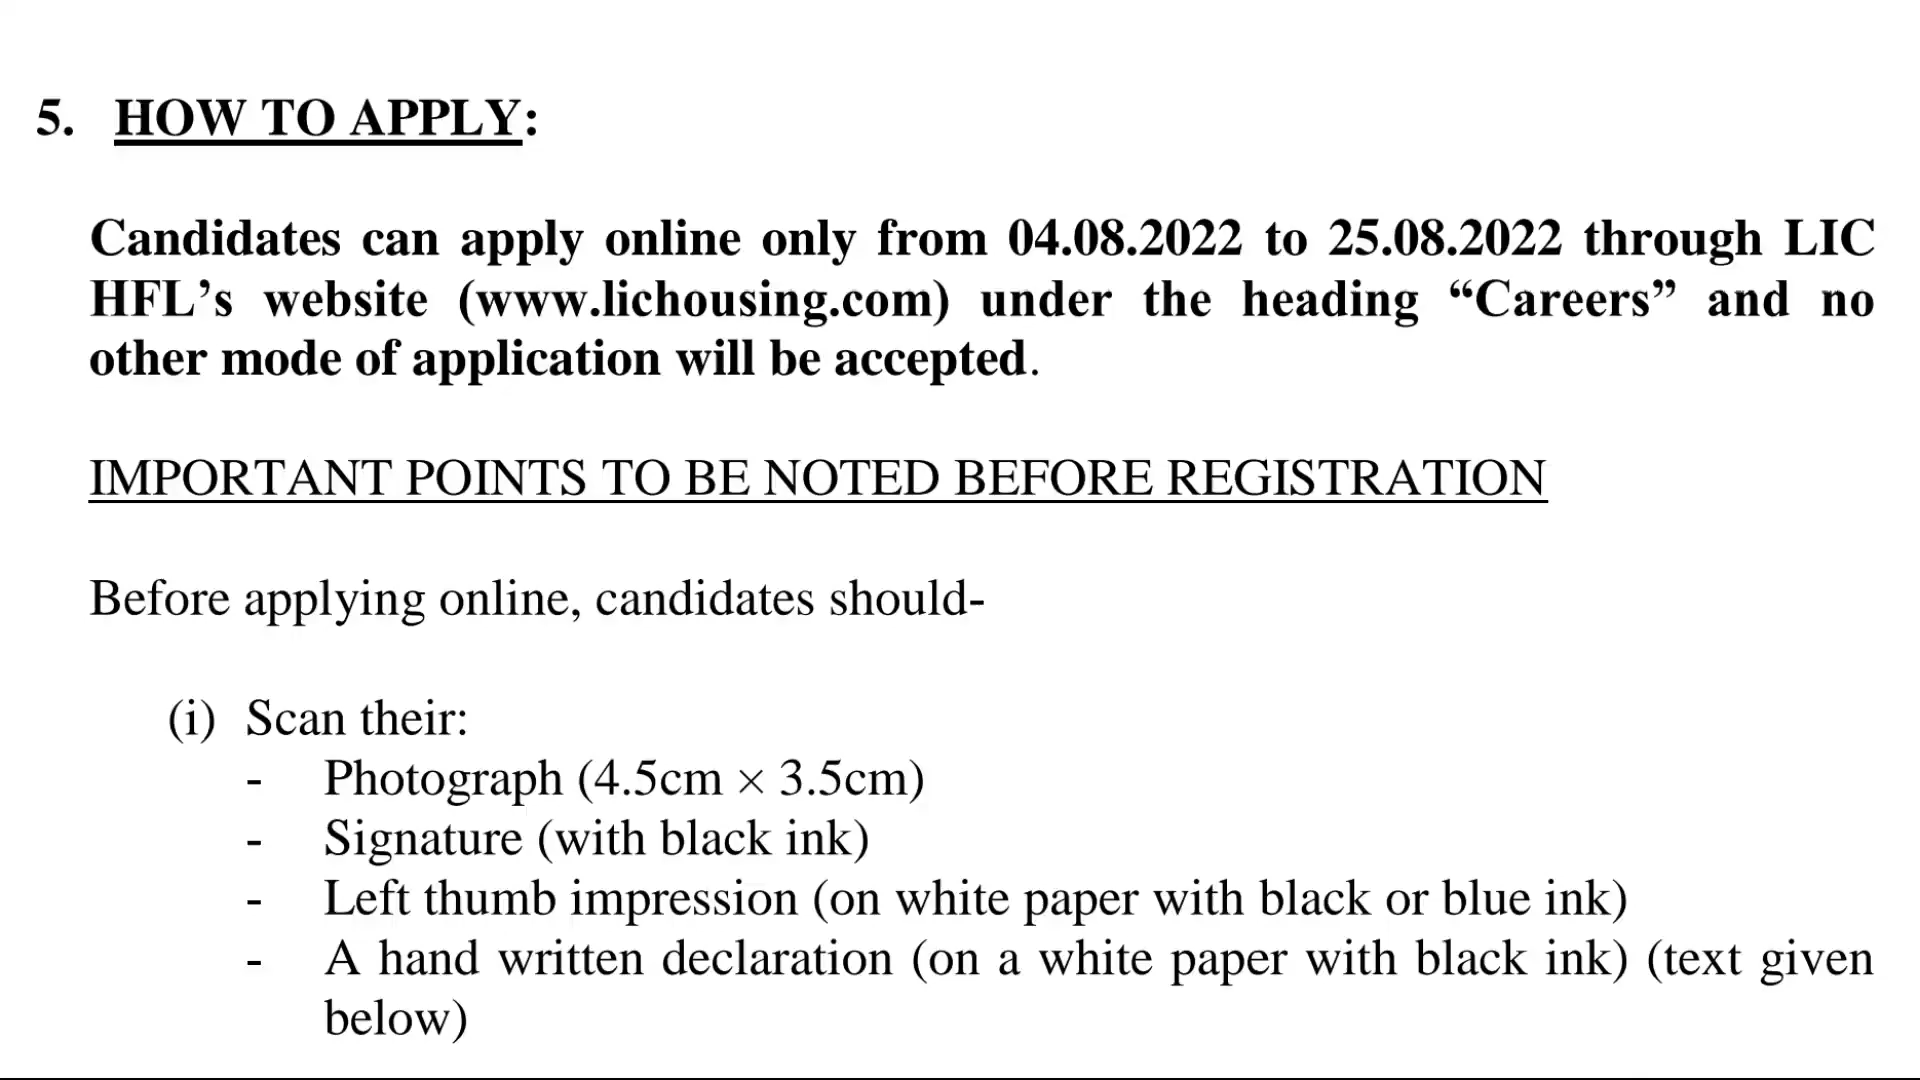 5. HOW TO APPLY:
Candidates can apply online only from 04.08.2022 to 25.08.2022 through LIC
HFL’s website (www.lichousing.com) under the heading “Careers” and no
other mode of application will be accepted.
IMPORTANT POINTS TO BE NOTED BEFORE REGISTRATION
Before applying online, candidates should-
(i) Scan their:
- Photograph (4.5cm × 3.5cm)
- Signature (with black ink)
- Left thumb impression (on white paper with black or blue ink)
- A hand written declaration (on a white paper with black ink) (text given
below)